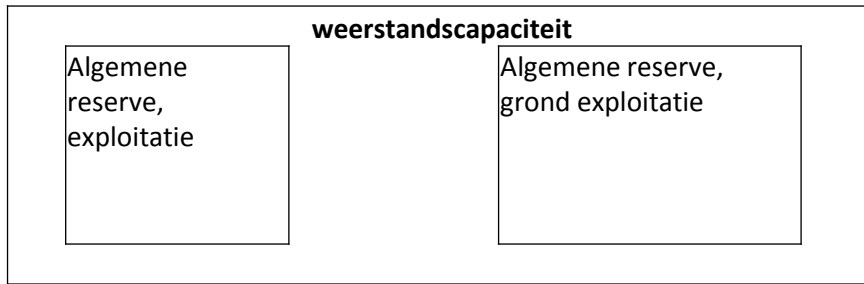 weerstandscapaciteit
Algemene
reserve,
exploitatie
Algemene reserve,
grond exploitatie